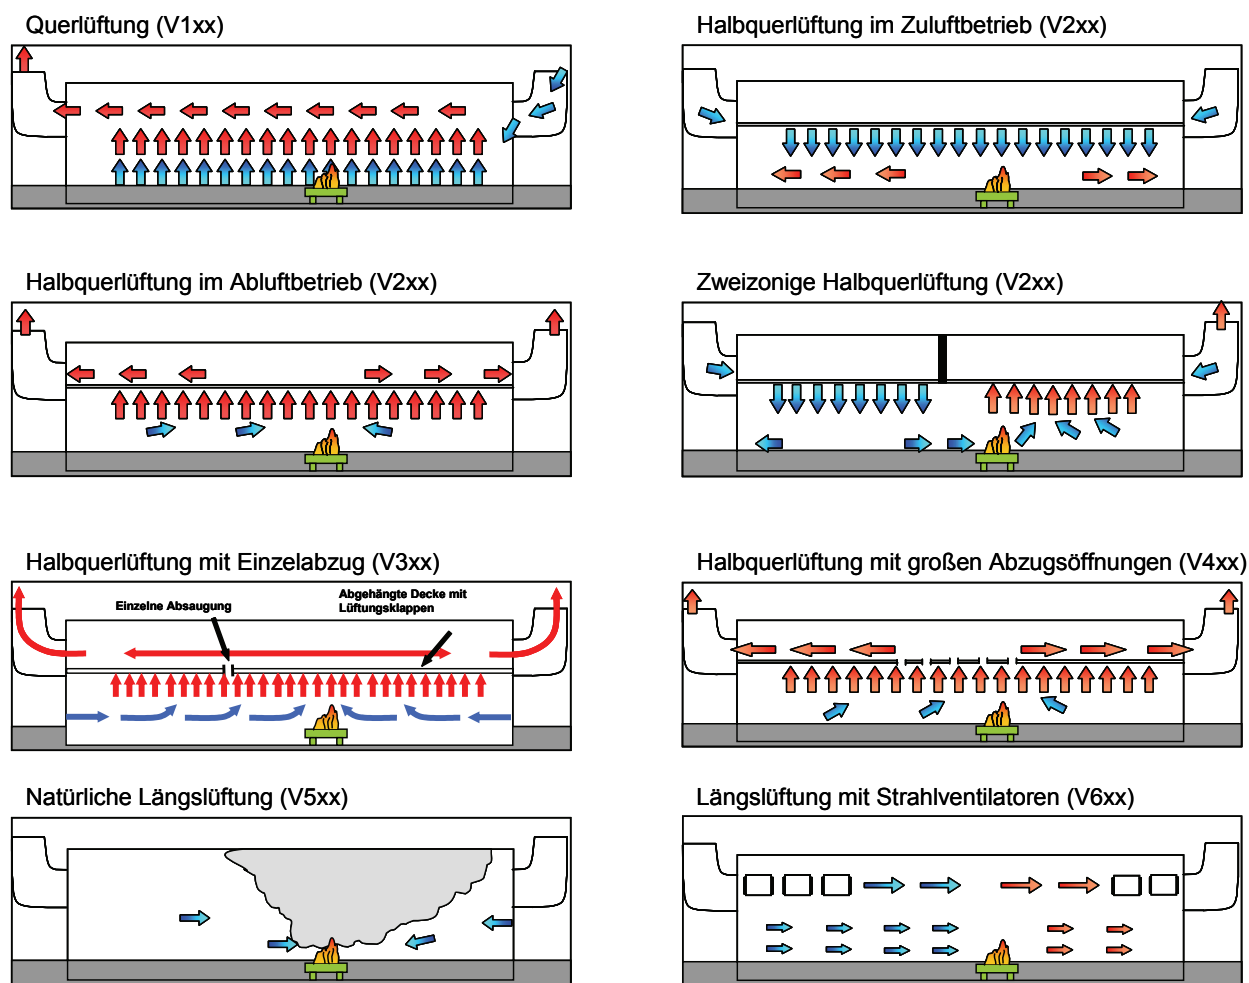 Querlüftung (V1xx)
Halbquerlüftung im Zuluftbetrieb (V2xx)
Halbquerlüftung im Abluftbetrieb (V2xx)
Zweizonige Halbquerlüftung (V2xx)
Halbquerlüftung mit Einzelabzug (V3xx)
Einzelne Absaugung
Abgehängte Decke mit
Lüftungsklappen
Halbquerlüftung mit großen Abzugsöffnungen (V4xx)
Natürliche Längslüftung (V5xx)
Längslüftung mit Strahlventilatoren (V6xx)